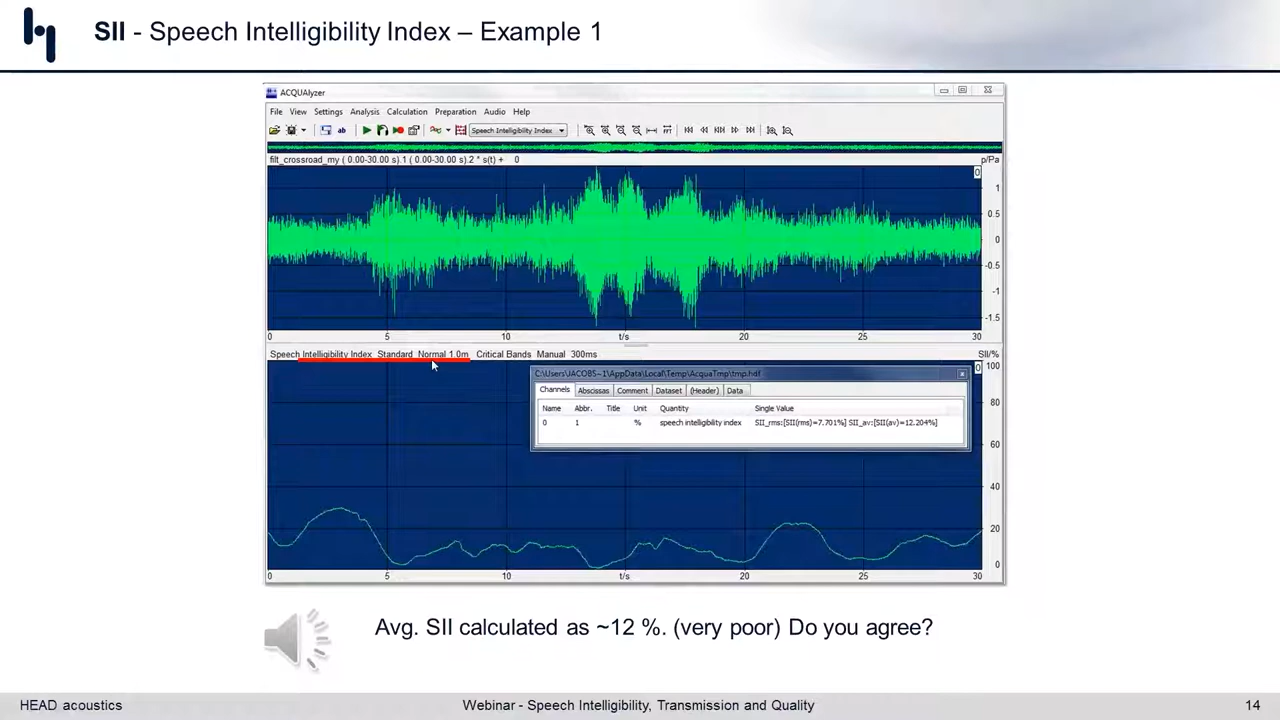 SII - Speech Intelligibility Index – Example 1
ACQUAlyzer
File View Settings Analysis Calculation Preparation Audio Help
ab Speech Inteligibility Index FFT
filt_crossroad_my ( 0.00-30.00 s).1 ( 0.00-30.00 s).2 * s(t) + 0 p/Pa
0
1
0.5
0
-0.5
-1
-1.5
0 5 10 t/s 20 25 30
Speech Intelligibility Index Standard Normal 1.0m Critical Bands Manual 300ms SII/%
0 100
80
60
40
20
0
C:\Users\JACOBS~1\AppData\Local\Temp\AcquaTmp\tmp.hdf
Channels Abscissas Comment Dataset (Header) Data
Name Abbr. Title Unit Quantity Single Value
0 1 % speech intelligibility index SII_rms:[SII(rms)=7.701%] SII_av:[SII(av)=12.204%]
0 5 10 t/s 20 25 30
Avg. SII calculated as ~12 %. (very poor) Do you agree?
HEAD acoustics Webinar - Speech Intelligibility, Transmission and Quality 14